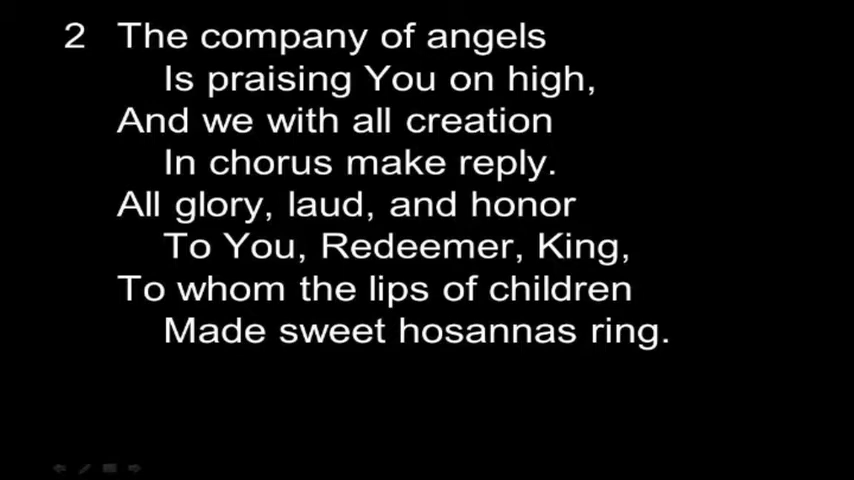 2 The company of angels
Is praising You on high,
And we with all creation
In chorus make reply.
All glory, laud, and honor
To You, Redeemer, King,
To whom the lips of children
Made sweet hosannas ring.